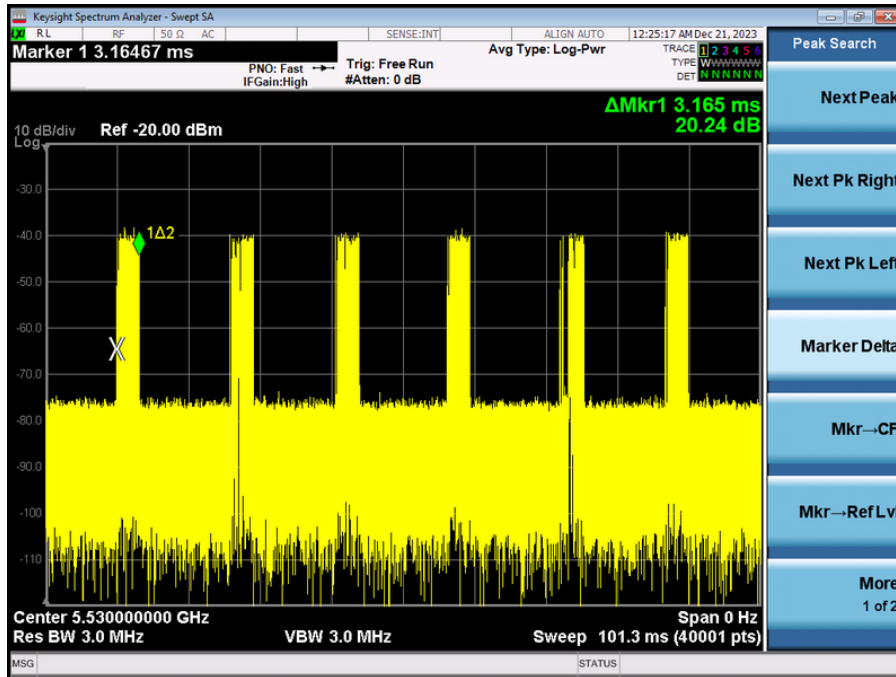 Keysight Spectrum Analyzer - Swept SA
LXI RL RF 50 Ω AC SENSE:INT ALIGN AUTO 12:25:17 AM Dec 21, 2023
Marker 1 3.16467 ms
PNO: Fast
IFGain:High
Trig: Free Run
#Atten: 0 dB
Avg Type: Log-Pwr
TRACE 1 2 3 4 5 6
TYPE W
DET N N N N N N
ΔMkr1 3.165 ms
20.24 dB
10 dB/div Ref -20.00 dBm
Log
-30.0
-40.0
1Δ2
-50.0
-60.0
X
-70.0
-80.0
-90.0
-100
-110
Center 5.530000000 GHz Span 0 Hz
Res BW 3.0 MHz VBW 3.0 MHz Sweep 101.3 ms (40001 pts)
MSG STATUS
Peak Search
Next Peak
Next Pk Right
Next Pk Left
Marker Delta
Mkr→CF
Mkr→Ref Lvl
More
1 of 2